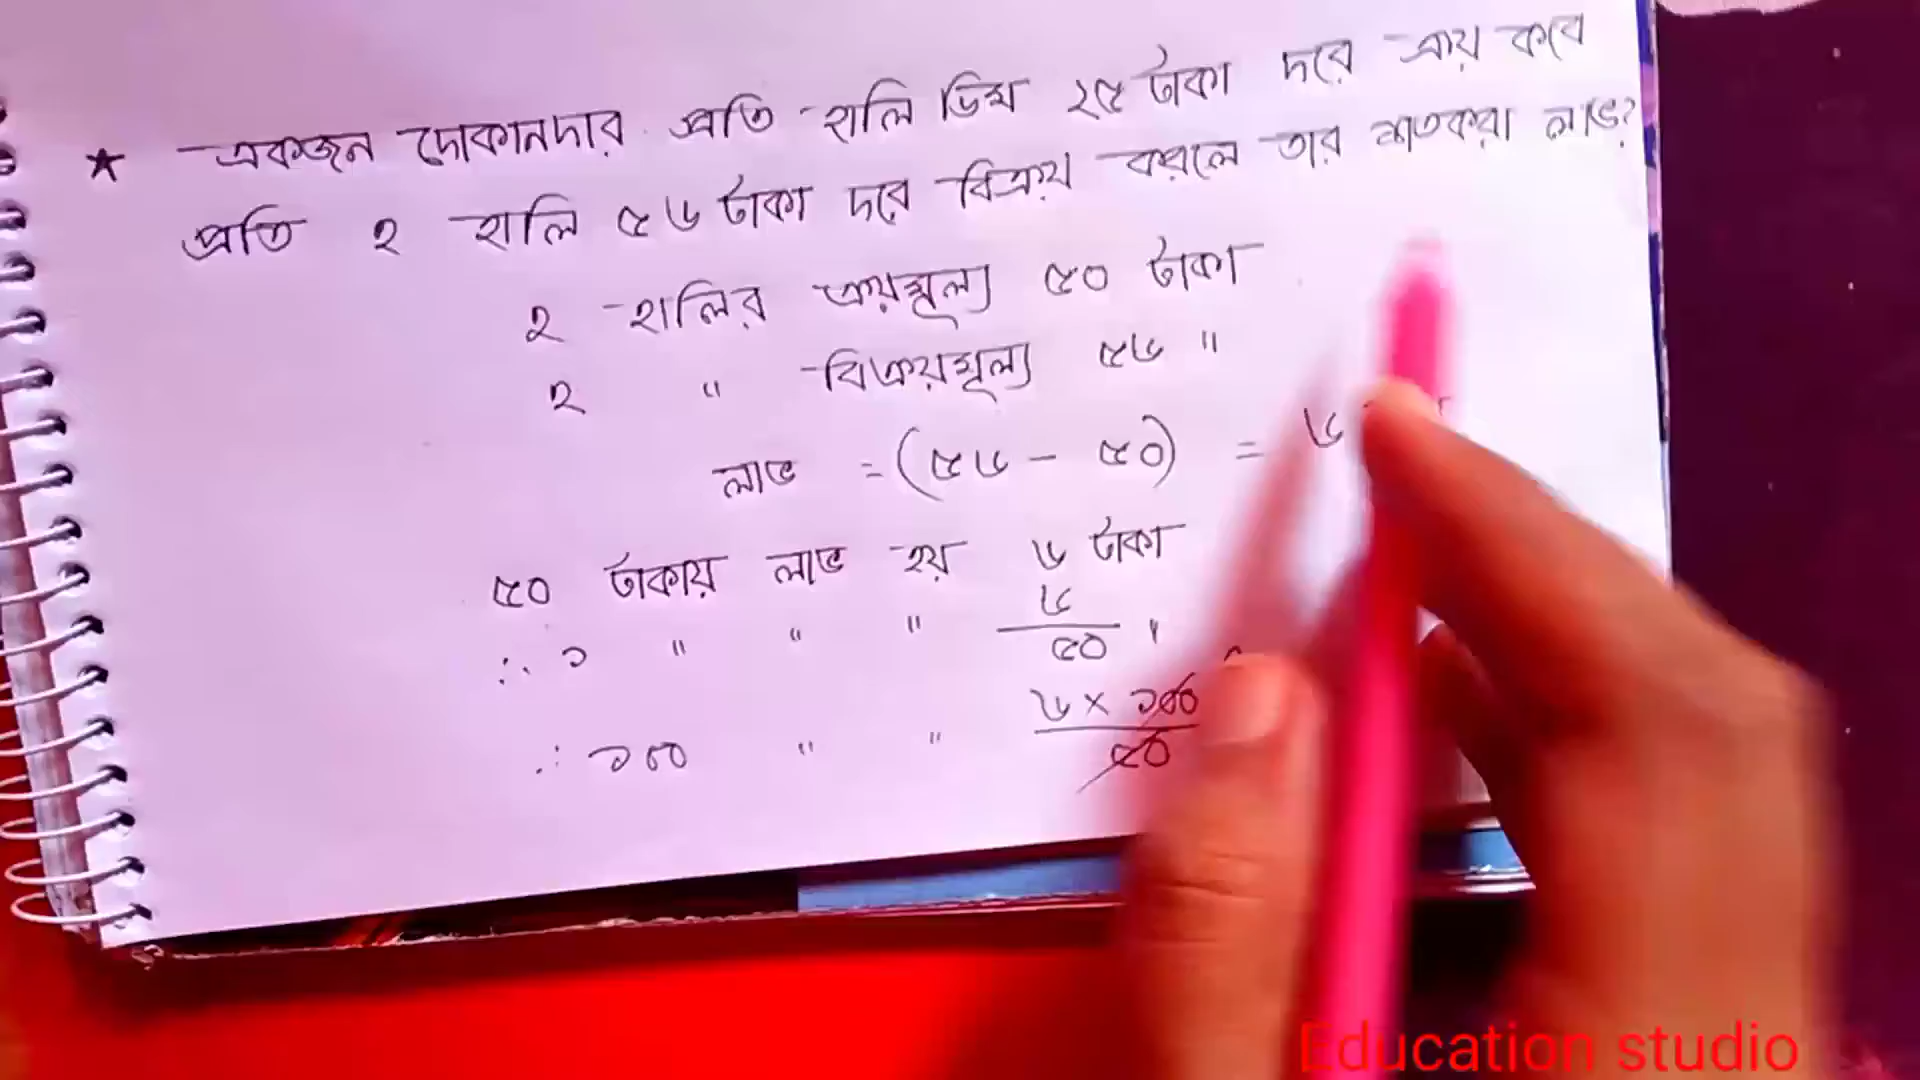 ★ একজন দোকানদার প্রতি হালি ডিম ২৫ টাকা দরে ক্রয় করে
প্রতি ২ হালি ৫৬ টাকা দরে বিক্রয় করলে তার শতকরা লাভ?
২ হালির ক্রয়মূল্য ৫০ টাকা
২ " বিক্রয়মূল্য ৫৬ "
লাভ = (৫৬ - ৫০) = ৬
৫০ টাকায় লাভ হয় ৬ টাকা
∴ ১ " " " ৬/৫০ "
∴ ১০০ " " ৬ × ১০০/৫০
Education studio